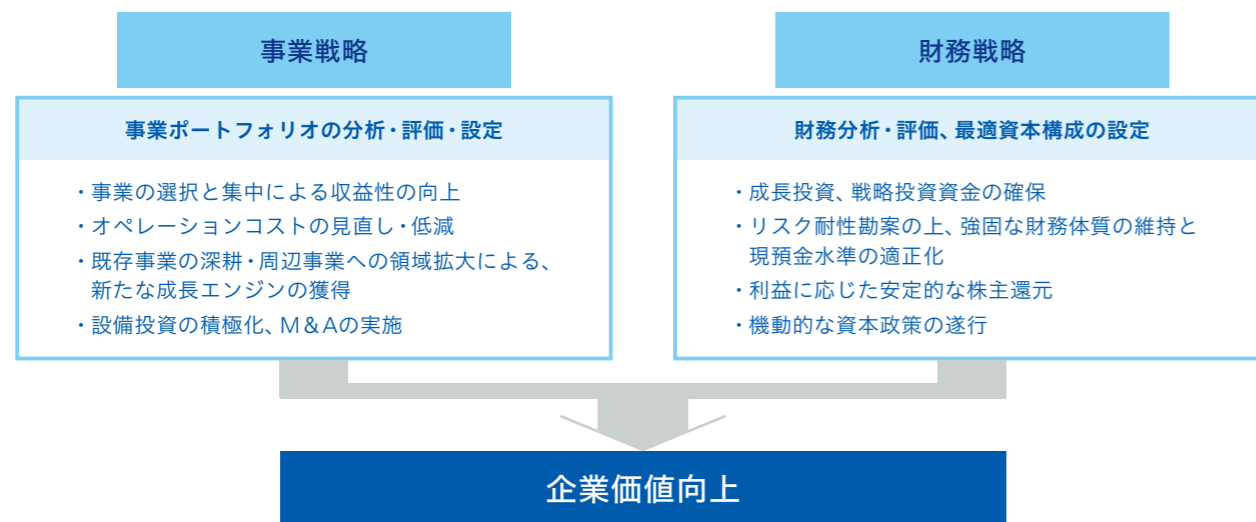 事業戦略
事業ポートフォリオの分析・評価・設定
・事業の選択と集中による収益性の向上
・オペレーションコストの見直し・低減
・既存事業の深耕・周辺事業への領域拡大による、
新たな成長エンジンの獲得
・設備投資の積極化、M&Aの実施
財務戦略
財務分析・評価、最適資本構成の設定
・成長投資、戦略投資資金の確保
・リスク耐性勘案の上、強固な財務体質の維持と
現預金水準の適正化
・利益に応じた安定的な株主還元
・機動的な資本政策の遂行
企業価値向上